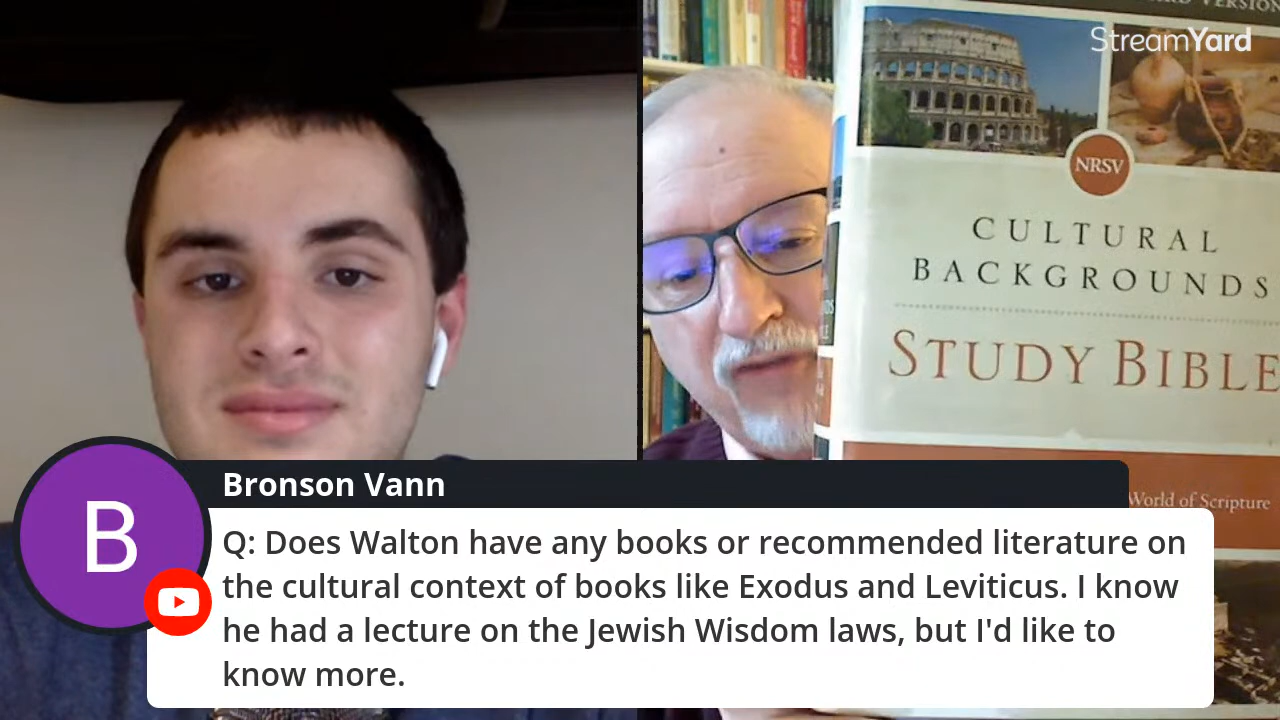 StreamYard
NRSV
CULTURAL
BACKGROUNDS
STUDY BIBLE
World of Scripture
B
Bronson Vann
Q: Does Walton have any books or recommended literature on
the cultural context of books like Exodus and Leviticus. I know
he had a lecture on the Jewish Wisdom laws, but I'd like to
know more.